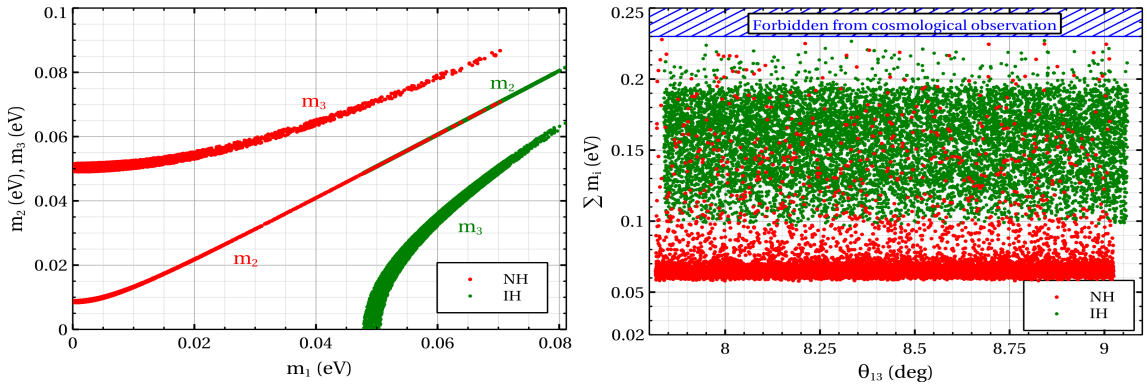 0.1
0.08
0.06
0.04
0.02
0
m₂ (eV), m₃ (eV)
m₃
m₂
m₂
m₃
NH
IH
0 0.02 0.04 0.06 0.08
m₁ (eV)
0.25
0.2
0.15
0.1
0.05
0.02
∑ mᵢ (eV)
Forbidden from cosmological observation
NH
IH
8 8.25 8.5 8.75 9
θ₁₃ (deg)